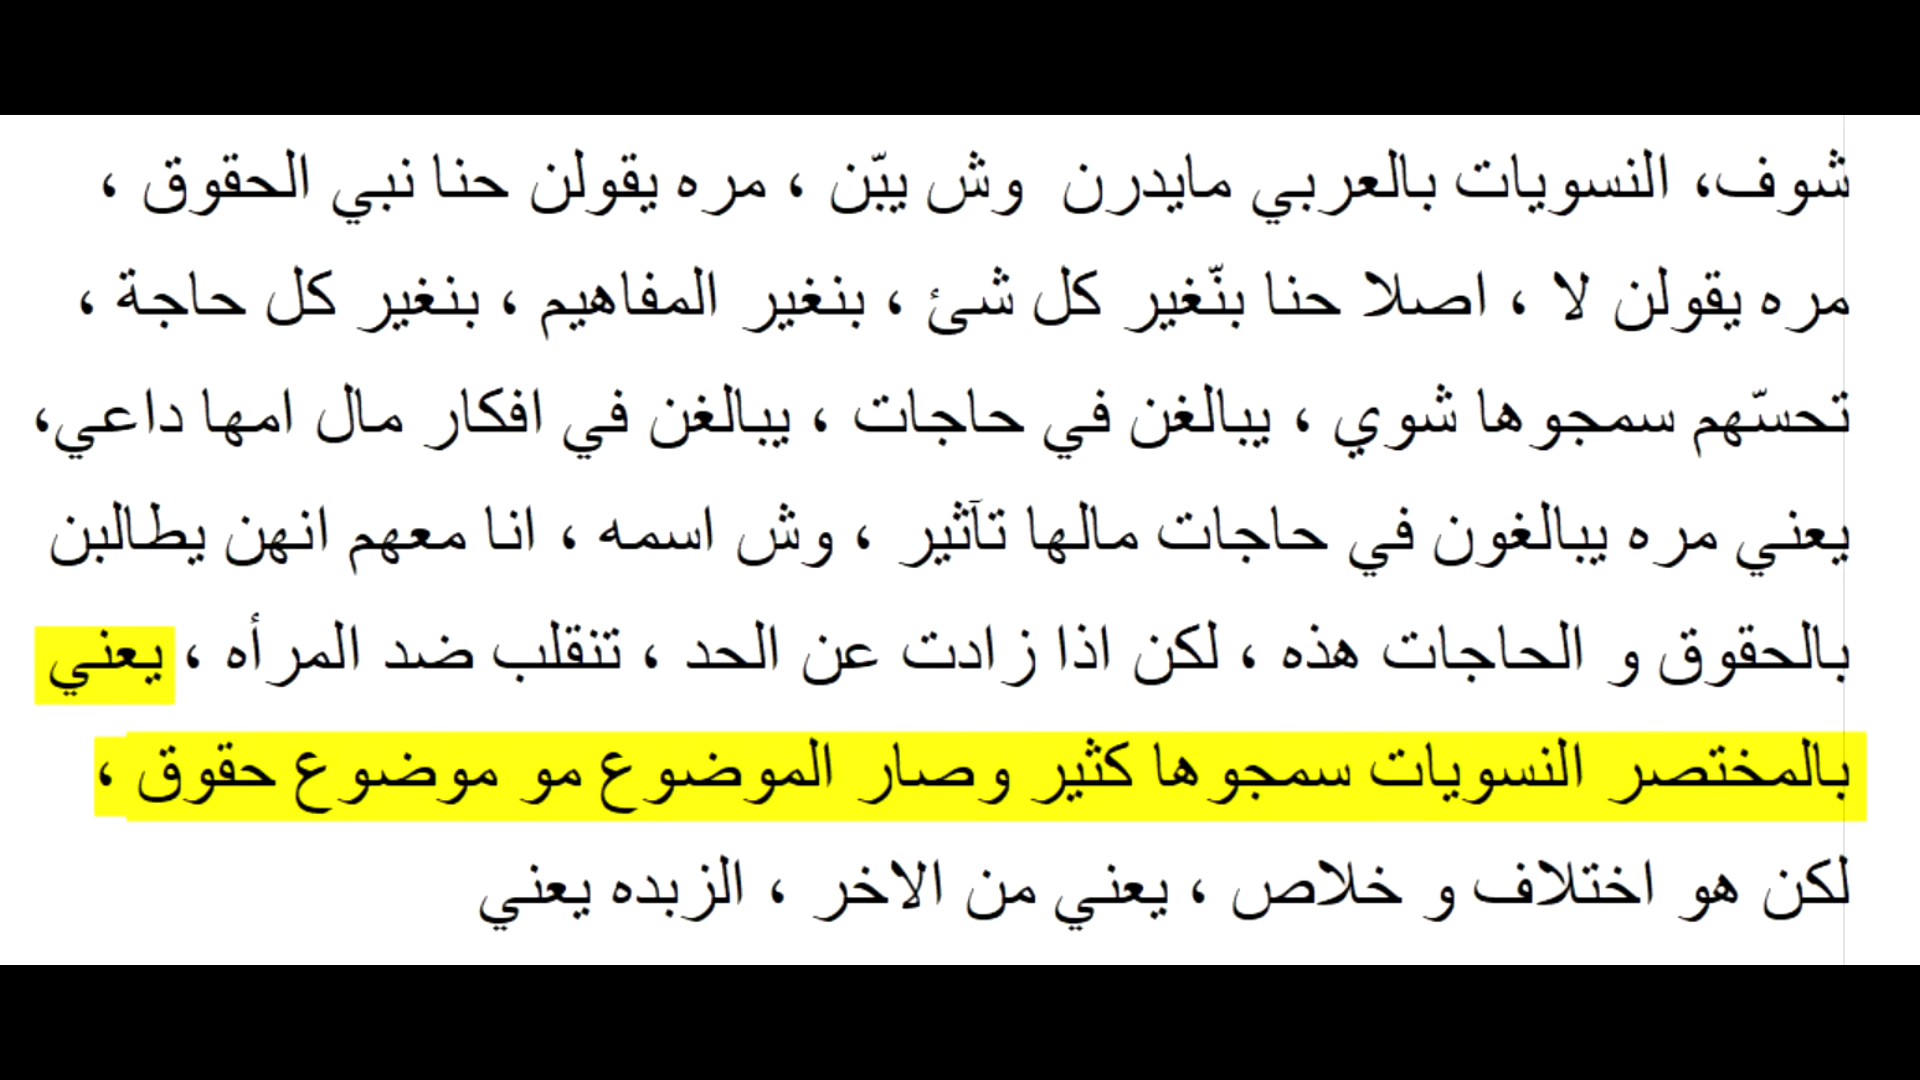 شوف، النسويات بالعربي مايدرن وش يبّن ، مره يقولن حنا نبي الحقوق ،
مره يقولن لا ، اصلا حنا بنّغير كل شئ ، بنغير المفاهيم ، بنغير كل حاجة ،
تحسّهم سمجوها شوي ، يبالغن في حاجات ، يبالغن في افكار مال امها داعي،
يعني مره يبالغون في حاجات مالها تآثير ، وش اسمه ، انا معهم انهن يطالبن
بالحقوق و الحاجات هذه ، لكن اذا زادت عن الحد ، تنقلب ضد المرأه ، يعني
بالمختصر النسويات سمجوها كثير وصار الموضوع مو موضوع حقوق ،
لكن هو اختلاف و خلاص ، يعني من الاخر ، الزبده يعني